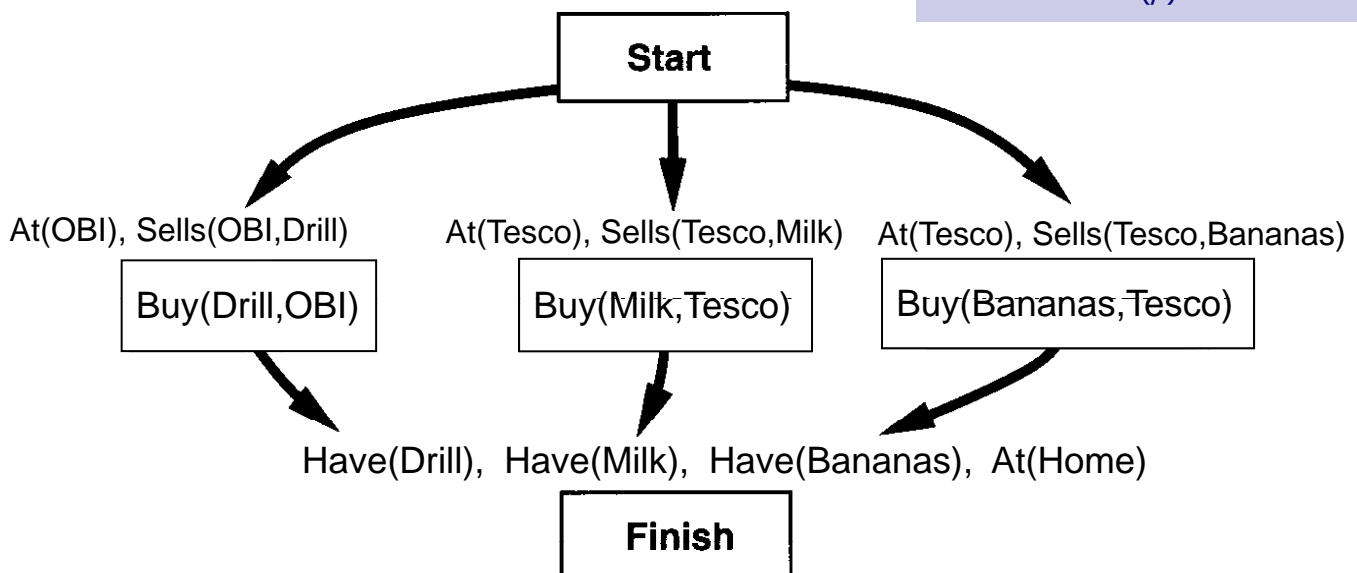 Start
At(OBI), Sells(OBI,Drill) At(Tesco), Sells(Tesco,Milk) At(Tesco), Sells(Tesco,Bananas)
Buy(Drill,OBI) Buy(Milk,Tesco) Buy(Bananas,Tesco)
Have(Drill), Have(Milk), Have(Bananas), At(Home)
Finish